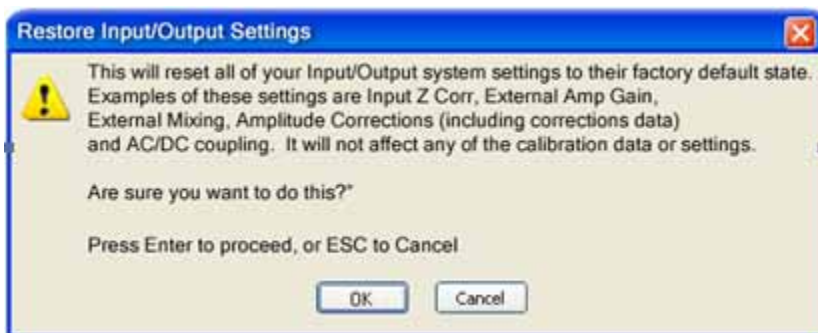 Restore Input/Output Settings
This will reset all of your Input/Output system settings to their factory default state.
Examples of these settings are Input Z Corr, External Amp Gain,
External Mixing, Amplitude Corrections (including corrections data)
and AC/DC coupling. It will not affect any of the calibration data or settings.
Are sure you want to do this?"
Press Enter to proceed, or ESC to Cancel
OK
Cancel